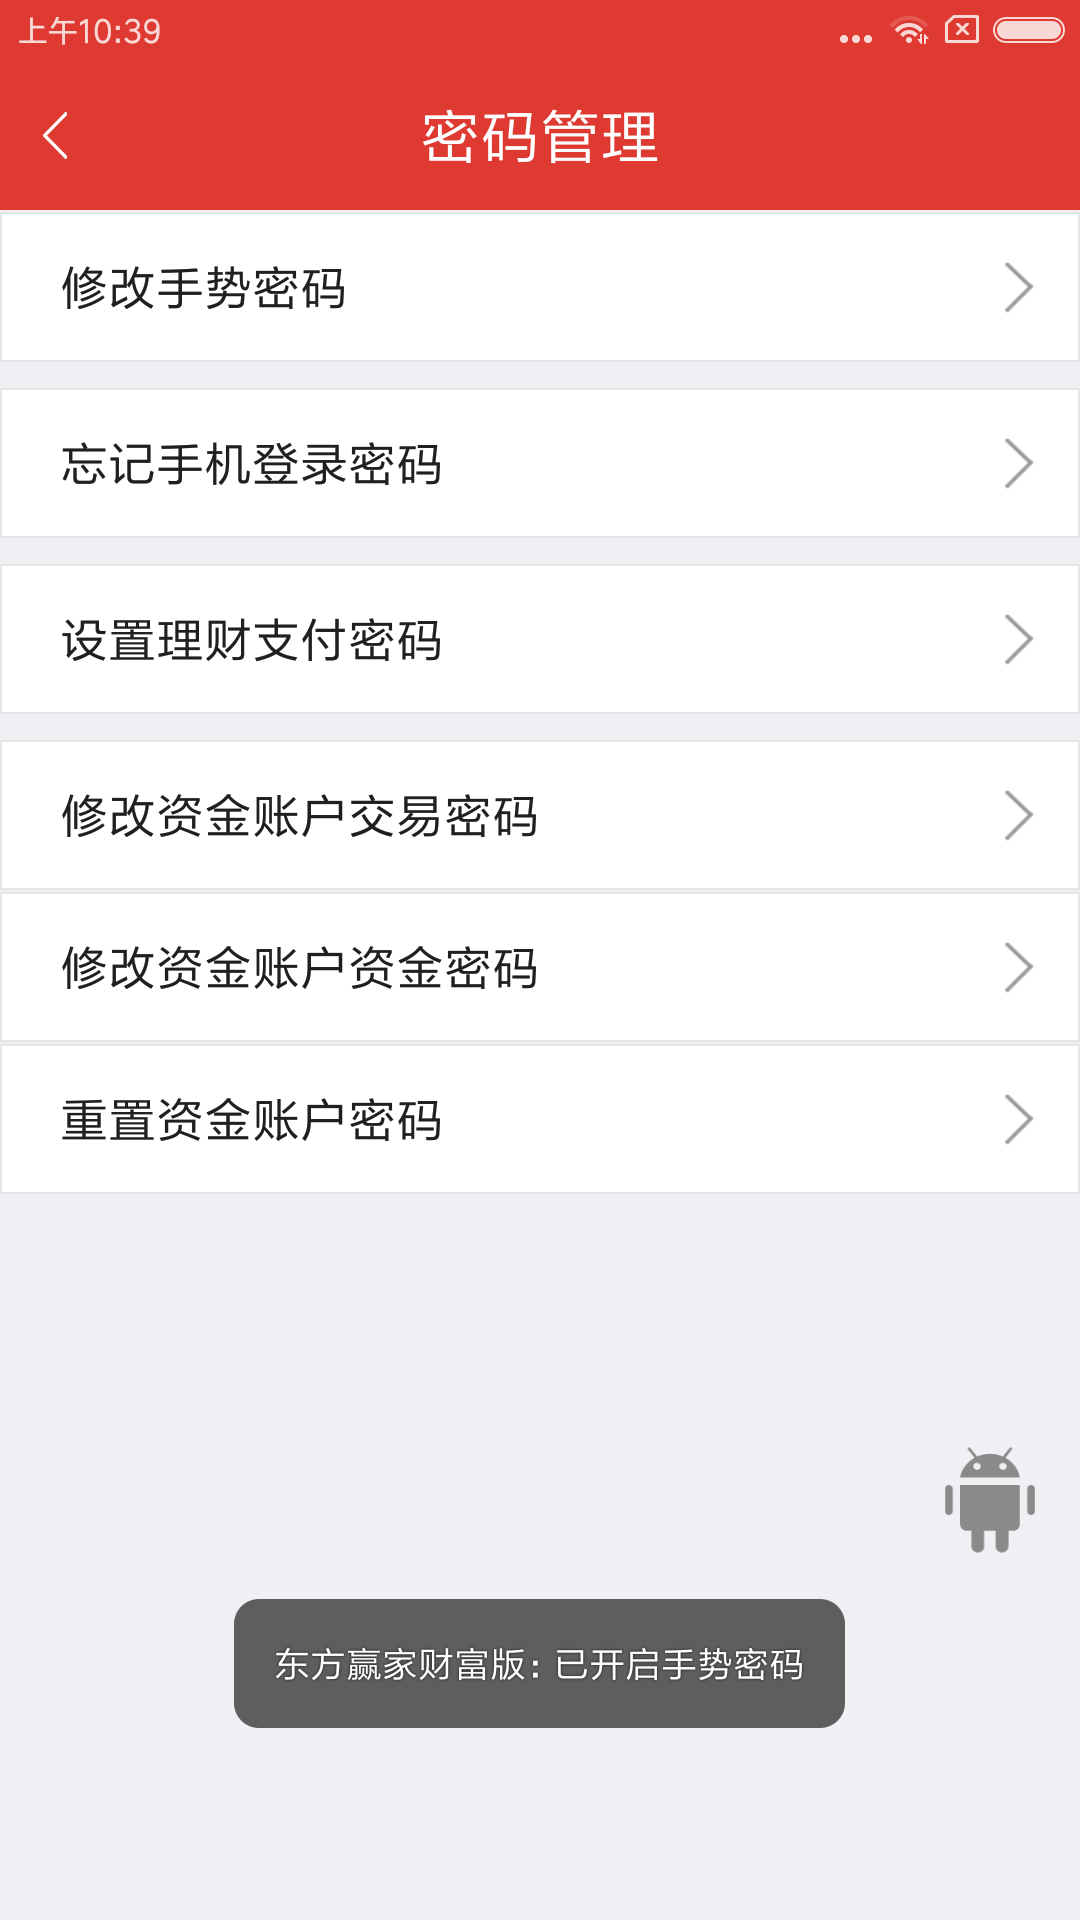 上午10:39
密码管理
修改手势密码
忘记手机登录密码
设置理财支付密码
修改资金账户交易密码
修改资金账户资金密码
重置资金账户密码
东方赢家财富版：已开启手势密码